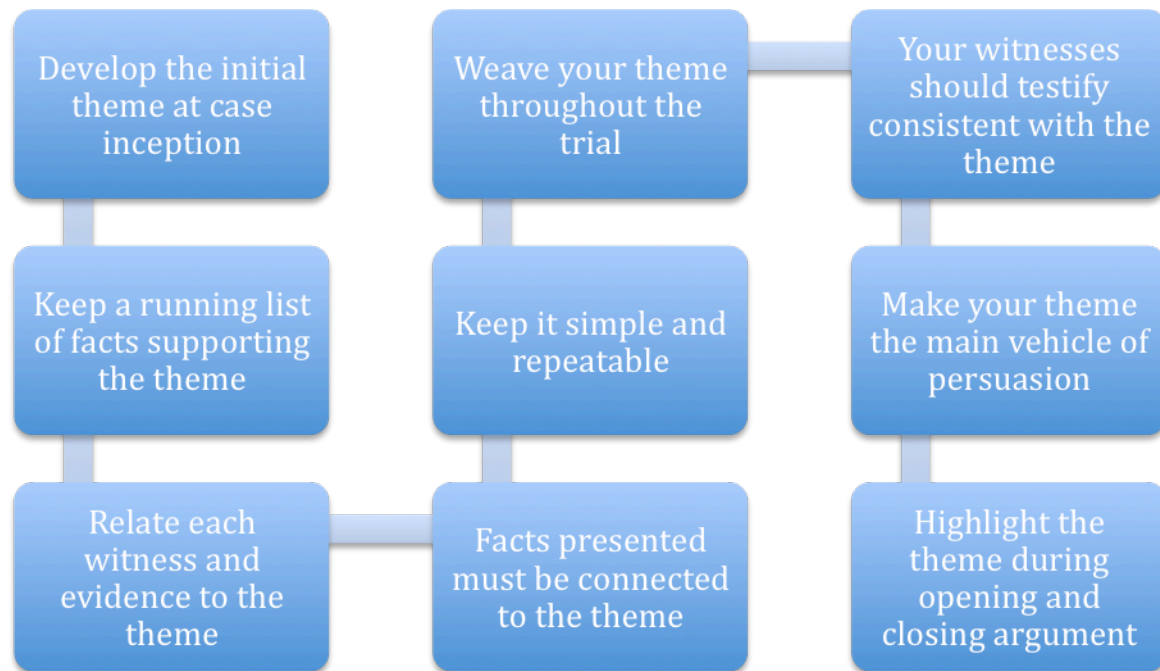 Develop the initial
theme at case
inception
Keep a running list
of facts supporting
the theme
Relate each
witness and
evidence to the
theme
Facts presented
must be connected
to the theme
Keep it simple and
repeatable
Weave your theme
throughout the
trial
Your witnesses
should testify
consistent with the
theme
Make your theme
the main vehicle of
persuasion
Highlight the
theme during
opening and
closing argument